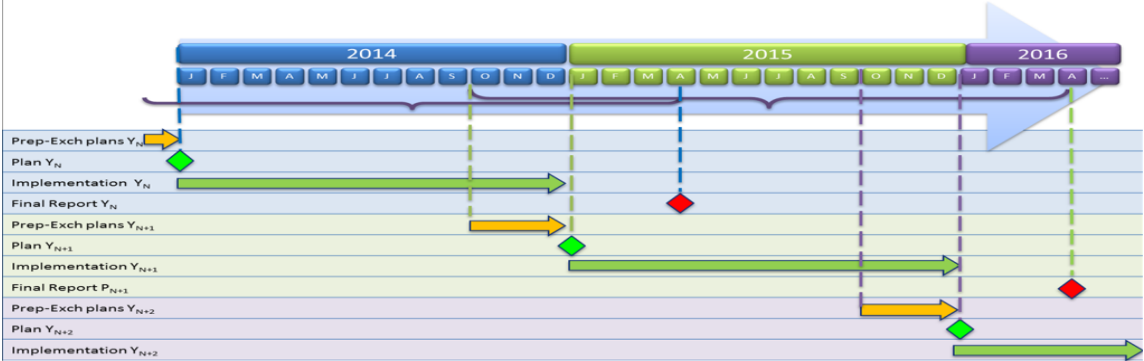 2014 2015 2016
J F M A M J J A S O N D J F M A M J J A S O N D J F M A ...
Prep-Exch plans YN
Plan YN
Implementation YN
Final Report YN
Prep-Exch plans YN+1
Plan YN+1
Implementation YN+1
Final Report PN+1
Prep-Exch plans YN+2
Plan YN+2
Implementation YN+2